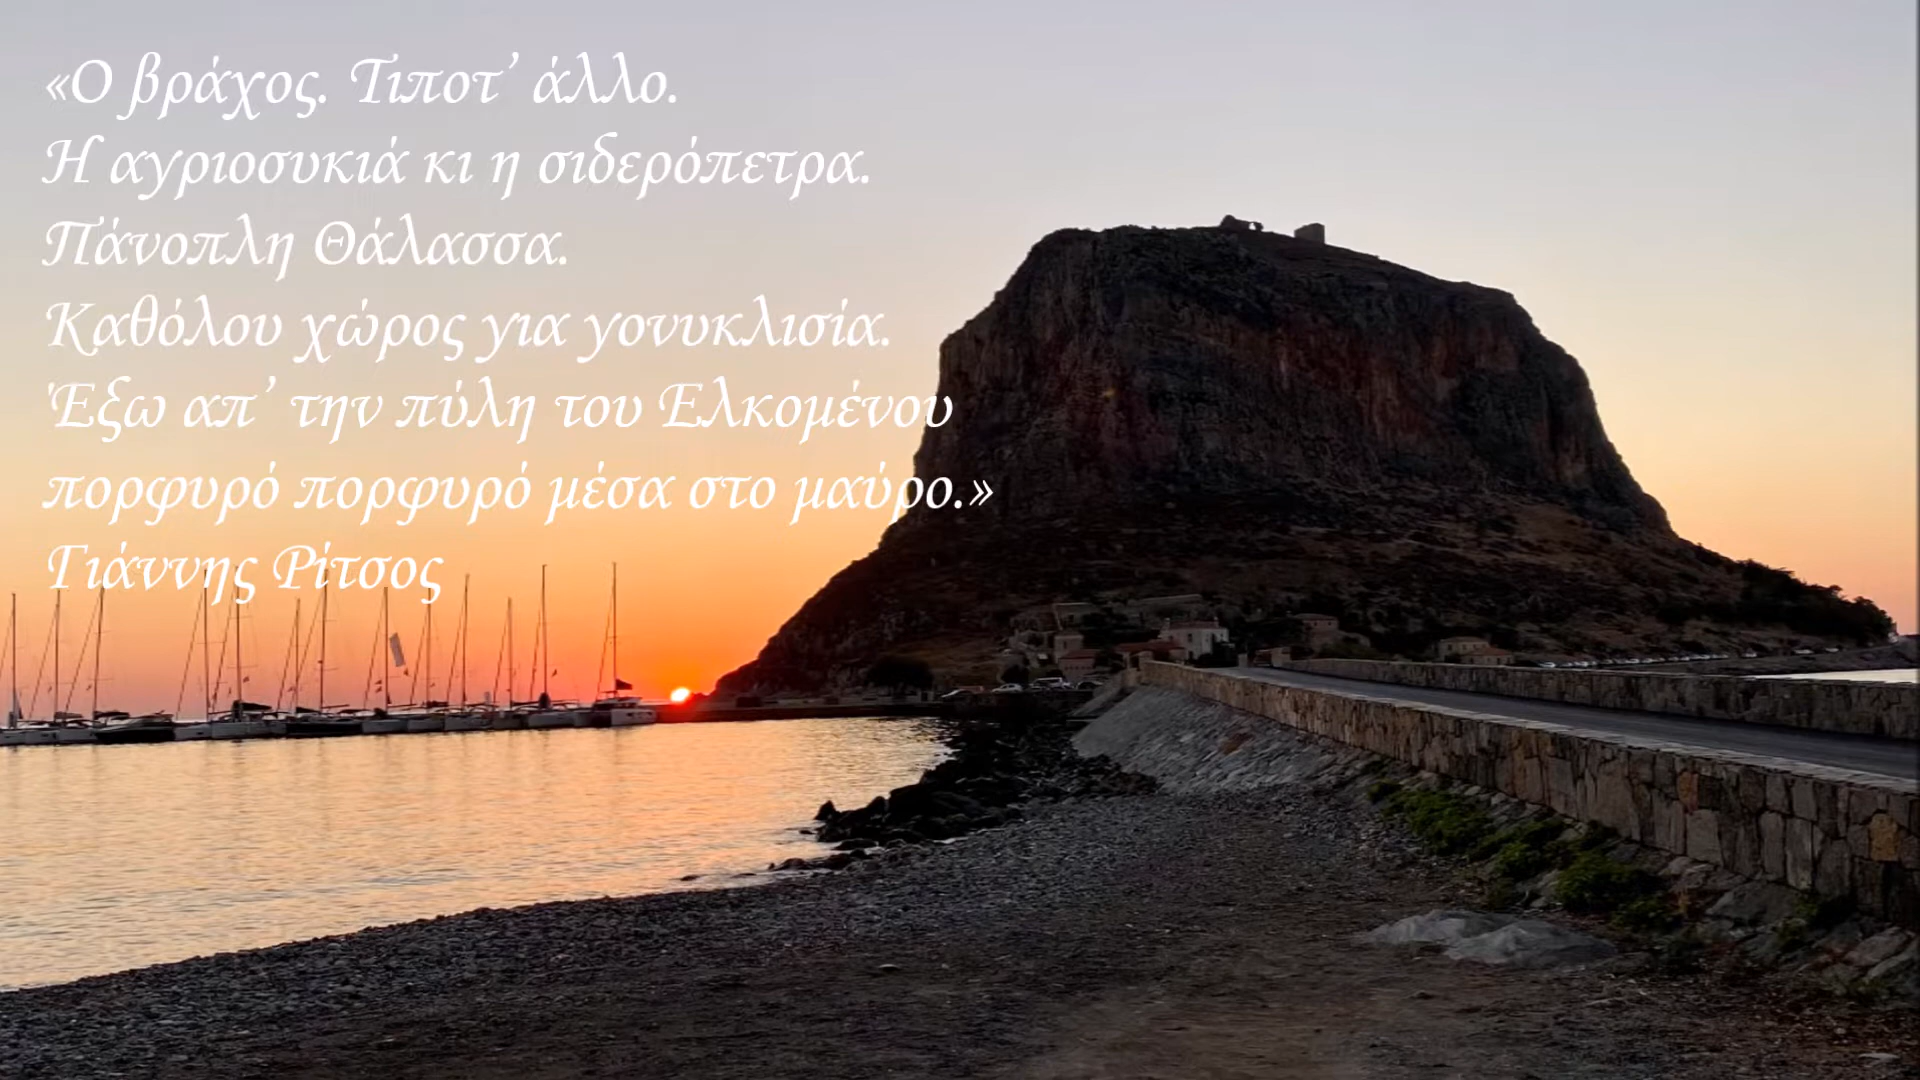 «Ο βράχος. Τιποτ’ άλλο.
Η αγριοσυκιά κι η σιδερόπετρα.
Πάνοπλη Θάλασσα.
Καθόλου χώρος για γονυκλισία.
Έξω απ’ την πύλη του Ελκομένου
πορφυρό πορφυρό μέσα στο μαύρο.»
Γιάννης Ρίτσος